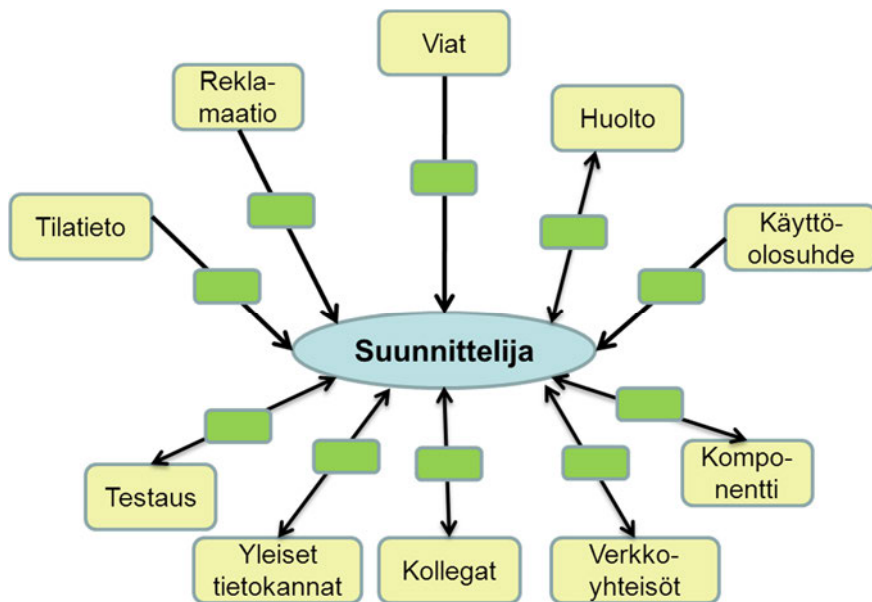 Viat
Rekla-
maatio
Huolto
Tilatieto
Käyttö-
olosuhde
Suunnittelija
Testaus
Yleiset
tietokannat
Kollegat
Verkko-
yhteisöt
Kompo-
nentti